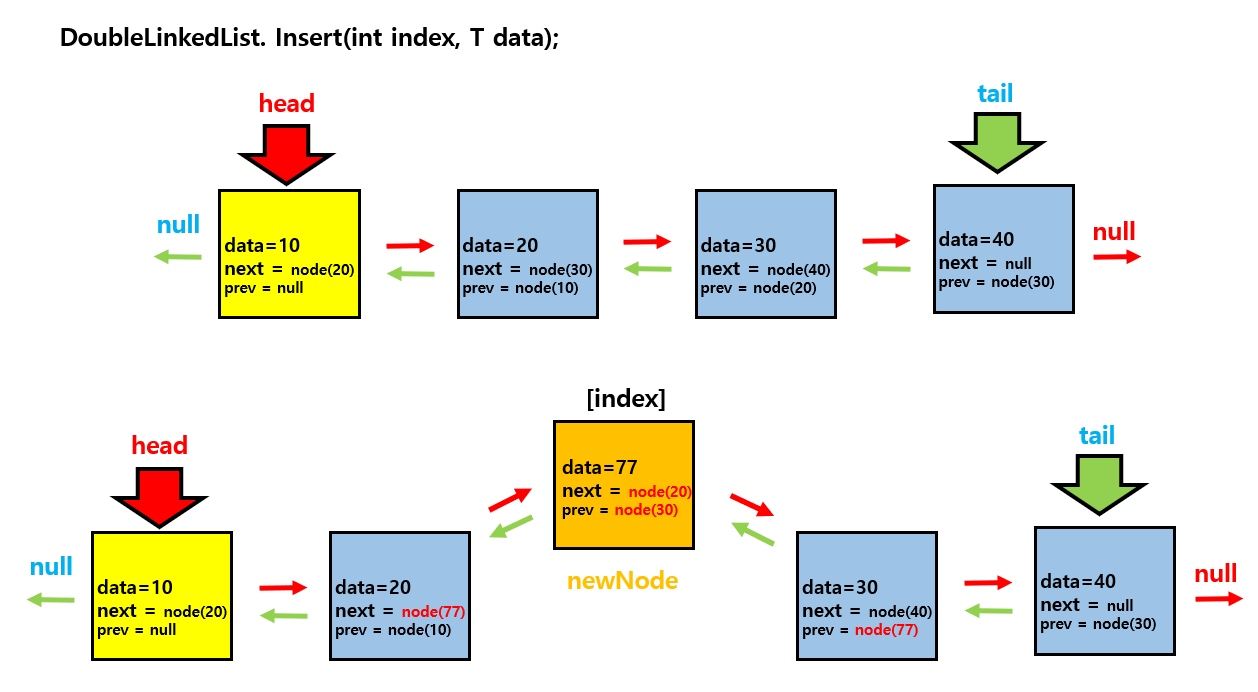 DoubleLinkedList. Insert(int index, T data);
head
tail
null
data=10
next = node(20)
prev = null
data=20
next = node(30)
prev = node(10)
data=30
next = node(40)
prev = node(20)
data=40
next = null
prev = node(30)
null
[index]
head
tail
data=77
next = node(20)
prev = node(30)
newNode
null
data=10
next = node(20)
prev = null
data=20
next = node(77)
prev = node(10)
data=30
next = node(40)
prev = node(77)
data=40
next = null
prev = node(30)
null